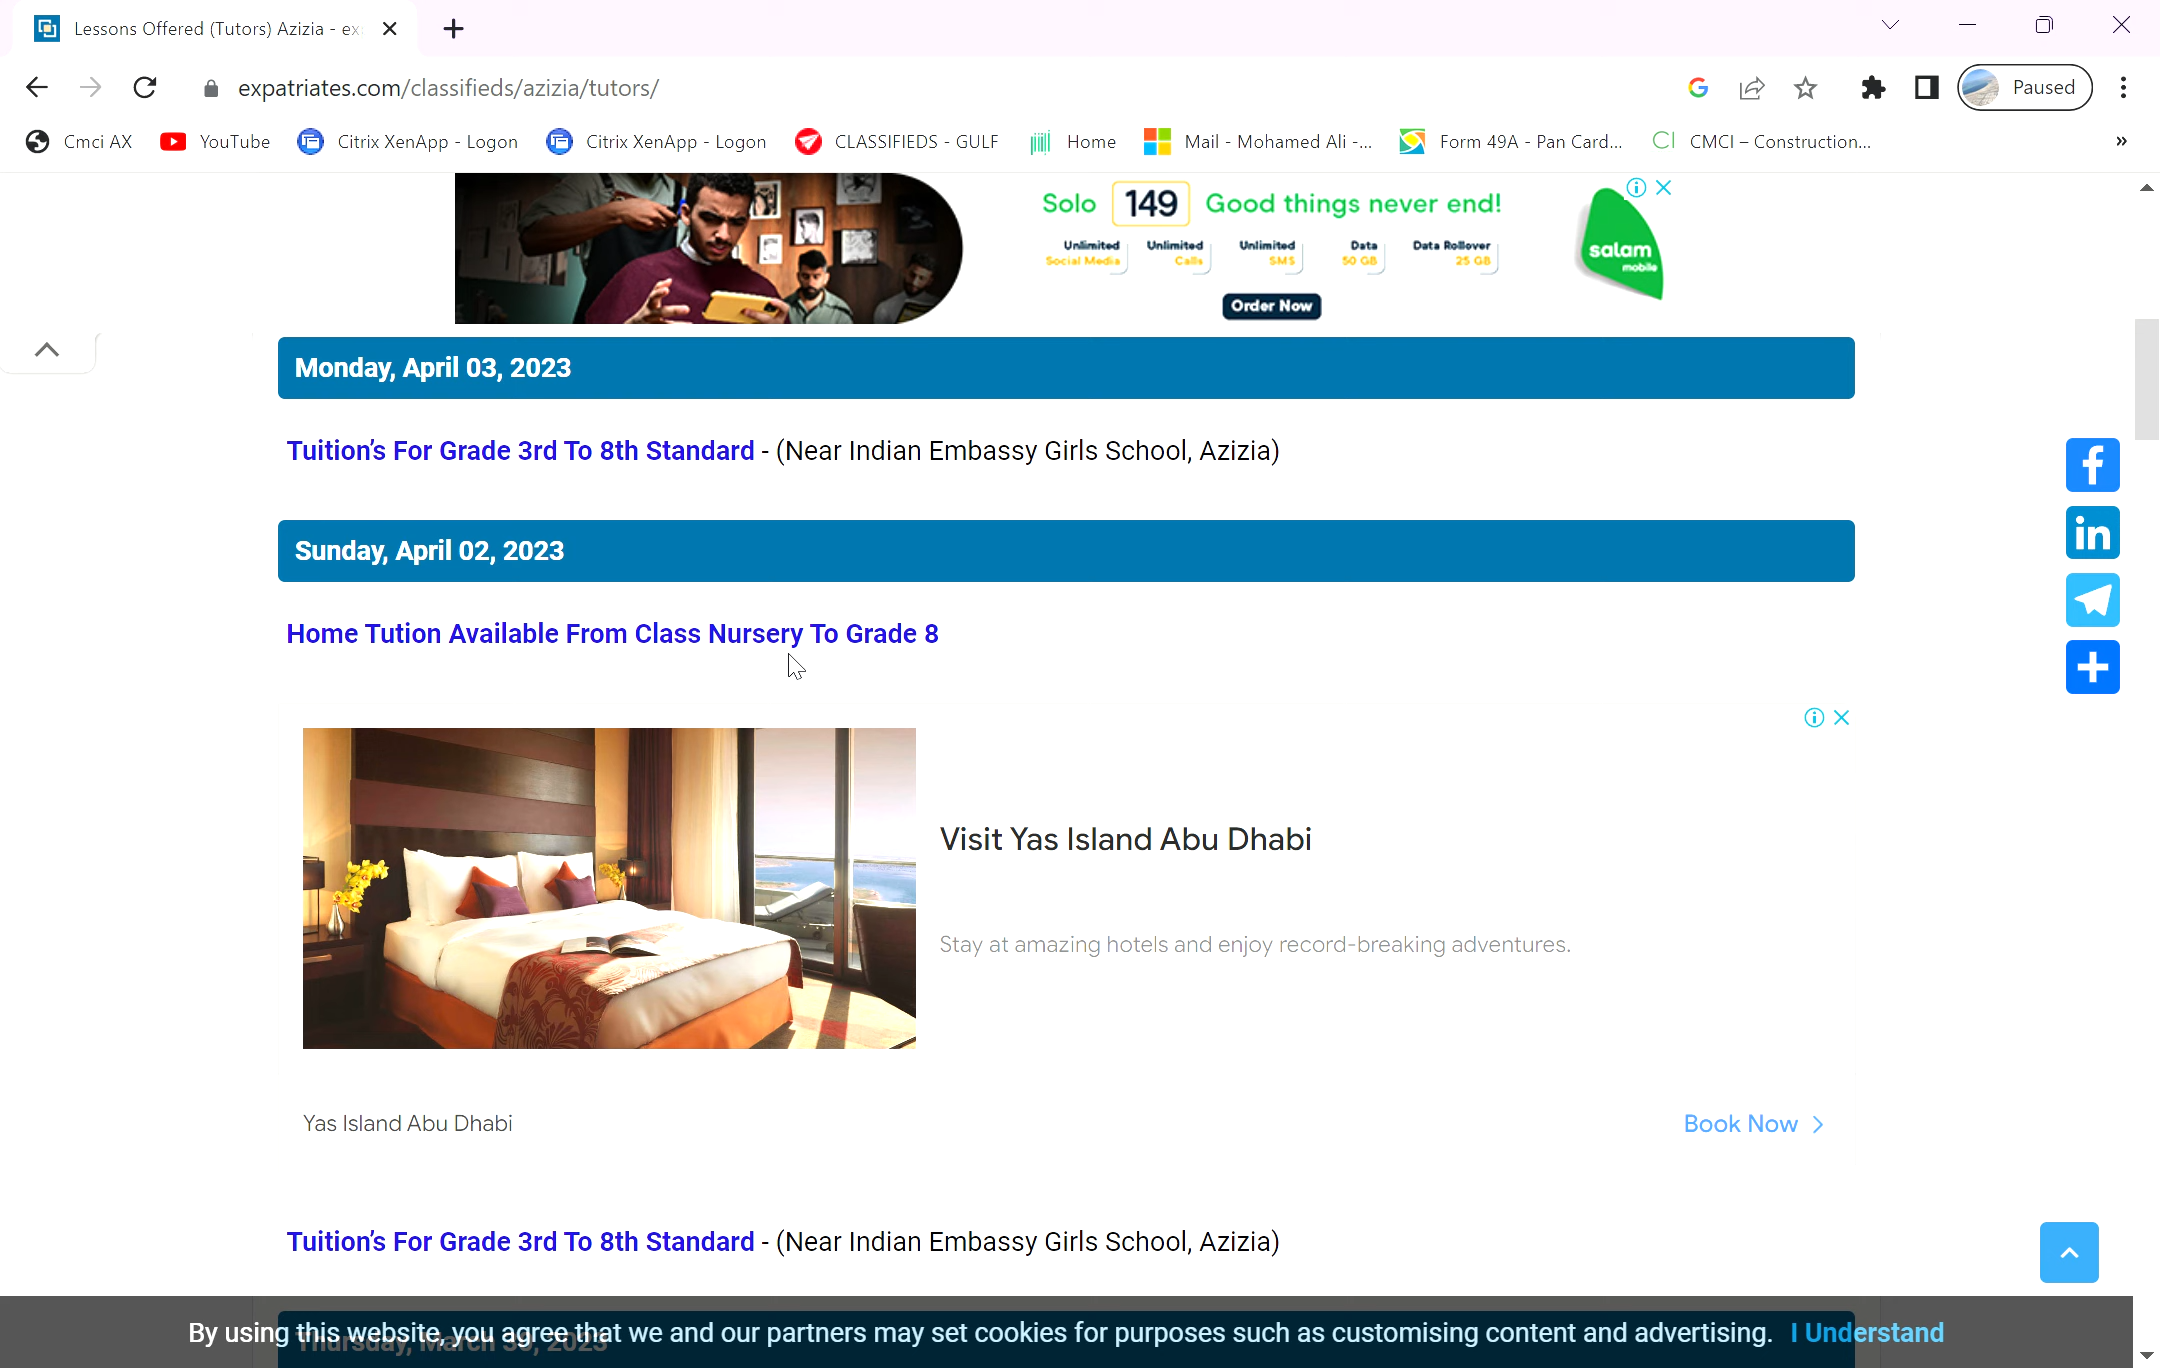 Lessons Offered (Tutors) Azizia - ex
expatriates.com/classifieds/azizia/tutors/
Paused
Cmci AX
YouTube
Citrix XenApp - Logon
Citrix XenApp - Logon
CLASSIFIEDS - GULF
Home
Mail - Mohamed Ali -...
Form 49A - Pan Card...
CI CMCI – Construction...
»
Solo 149 Good things never end!
Unlimited Social Media
Unlimited Calls
Unlimited SMS
Data 50 GB
Data Rollover 25 GB
Order Now
salam mobile
Monday, April 03, 2023
Tuition's For Grade 3rd To 8th Standard - (Near Indian Embassy Girls School, Azizia)
Sunday, April 02, 2023
Home Tution Available From Class Nursery To Grade 8
Visit Yas Island Abu Dhabi
Stay at amazing hotels and enjoy record-breaking adventures.
Yas Island Abu Dhabi
Book Now
Tuition's For Grade 3rd To 8th Standard - (Near Indian Embassy Girls School, Azizia)
Thursday, March 30, 2023
By using this website, you agree that we and our partners may set cookies for purposes such as customising content and advertising. I Understand